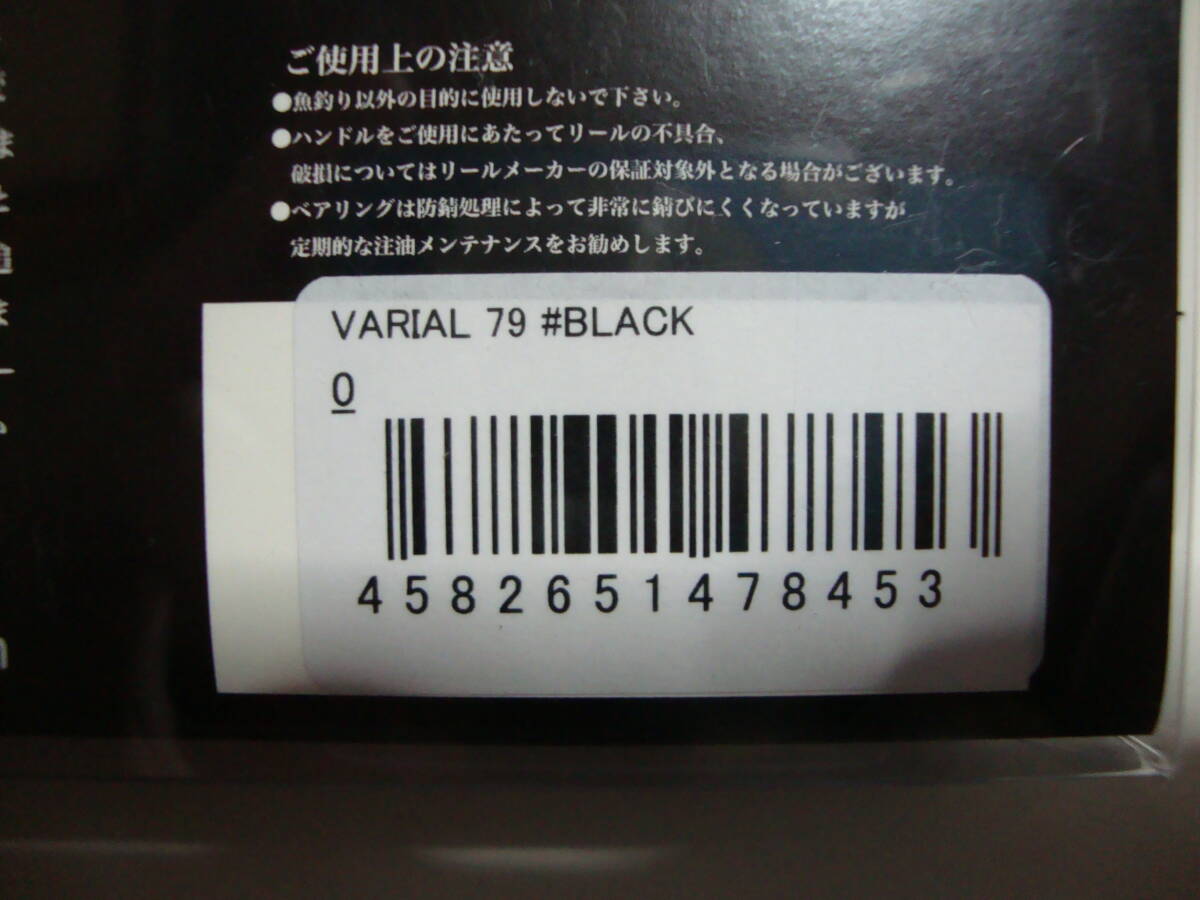 ご使用上の注意
●魚釣り以外の目的に使用しないで下さい。
●ハンドルをご使用にあたってリールの不具合、
破損についてはリールメーカーの保証対象外となる場合がございます。
●ベアリングは防錆処理によって非常に錆びにくくなっていますが
定期的な注油メンテナンスをお勧めします。
VARIAL 79 #BLACK
0
4582651478453